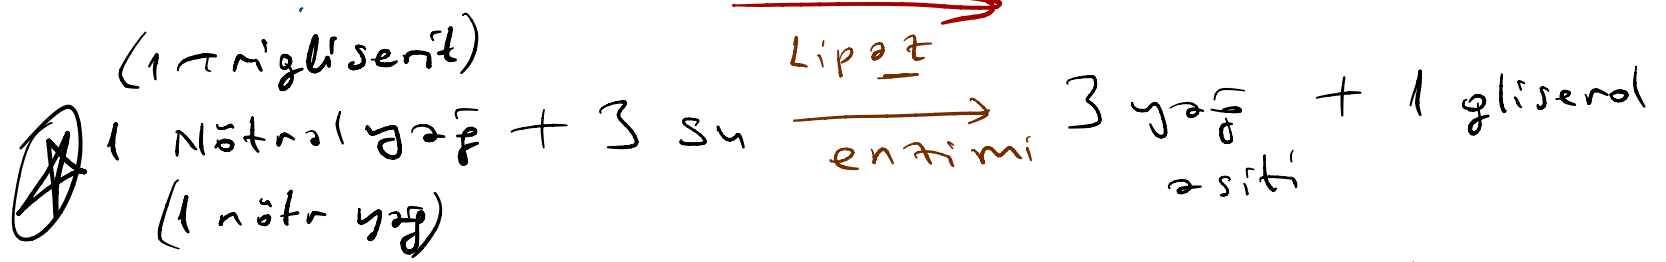 (1 Trigliserit)
Lipaz
1 Nötral yağ + 3 su → 3 yağ + 1 gliserol
enzimi
asiti
(1 nötr yağ)